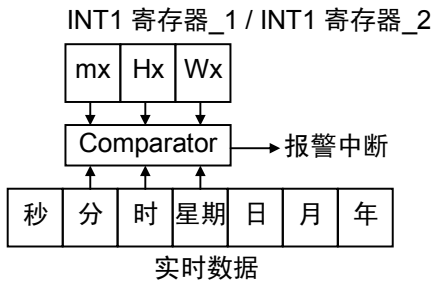 INT1 寄存器_1 / INT1 寄存器_2
mx Hx Wx
Comparator 报警中断
秒 分 时 星期 日 月 年
实时数据